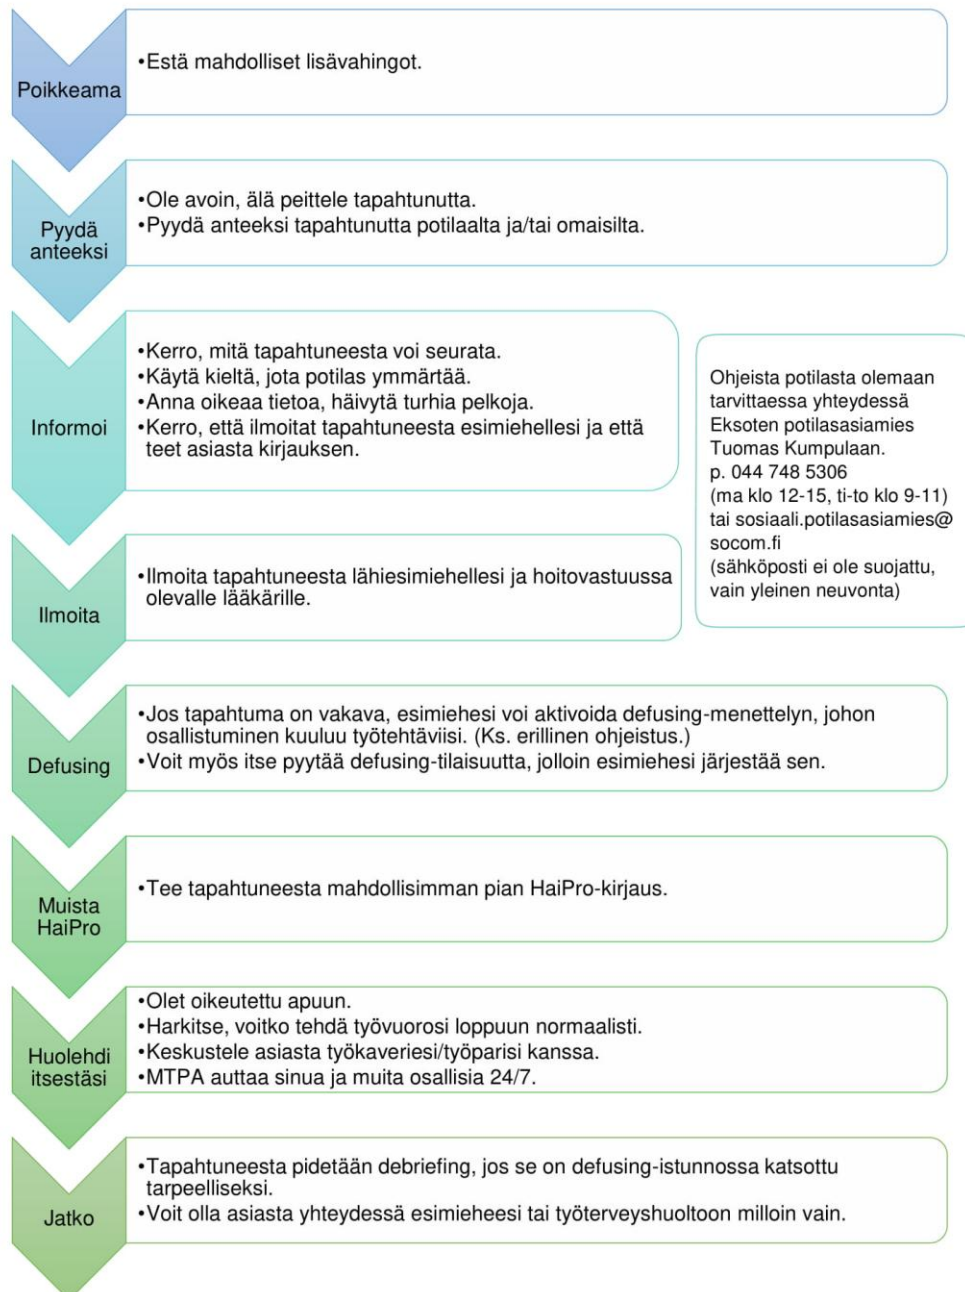 Poikkeama
•Estä mahdolliset lisävahingot.
Pyydä
anteeksi
•Ole avoin, älä peittele tapahtunutta.
•Pyydä anteeksi tapahtunutta potilaalta ja/tai omaisilta.
Informoi
•Kerro, mitä tapahtuneesta voi seurata.
•Käytä kieltä, jota potilas ymmärtää.
•Anna oikeaa tietoa, häivytä turhia pelkoja.
•Kerro, että ilmoitat tapahtuneesta esimiehellesi ja että
teet asiasta kirjauksen.
Ohjeista potilasta olemaan
tarvittaessa yhteydessä
Eksoten potilasasiamies
Tuomas Kumpulaan.
p. 044 748 5306
(ma klo 12-15, ti-to klo 9-11)
tai sosiaali.potilasasiamies@
socom.fi
(sähköposti ei ole suojattu,
vain yleinen neuvonta)
Ilmoita
•Ilmoita tapahtuneesta lähiesimiehellesi ja hoitovastuussa
olevalle lääkärille.
Defusing
•Jos tapahtuma on vakava, esimiehesi voi aktivoida defusing-menettelyn, johon
osallistuminen kuuluu työtehtäviisi. (Ks. erillinen ohjeistus.)
•Voit myös itse pyytää defusing-tilaisuutta, jolloin esimiehesi järjestää sen.
Muista
HaiPro
•Tee tapahtuneesta mahdollisimman pian HaiPro-kirjaus.
Huolehdi
itsestäsi
•Olet oikeutettu apuun.
•Harkitse, voitko tehdä työvuorosi loppuun normaalisti.
•Keskustele asiasta työkaveriesi/työparisi kanssa.
•MTPA auttaa sinua ja muita osallisia 24/7.
Jatko
•Tapahtuneesta pidetään debriefing, jos se on defusing-istunnossa katsottu
tarpeelliseksi.
•Voit olla asiasta yhteydessä esimieheesi tai työterveyshuoltoon milloin vain.